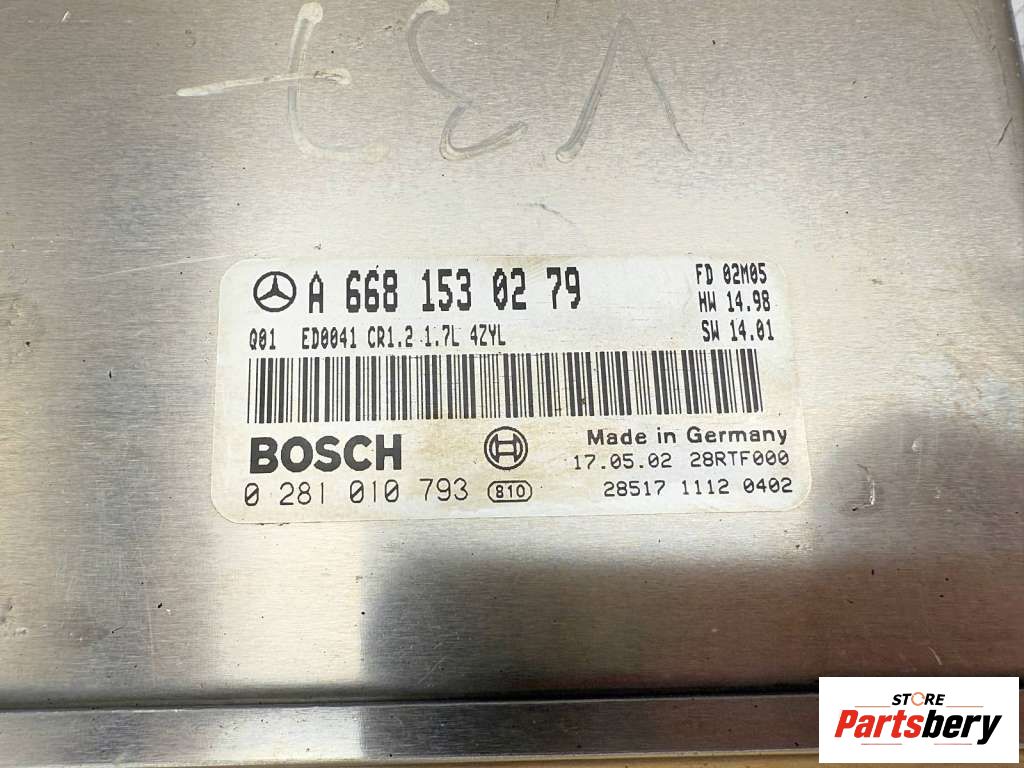 V37
A 668 153 02 79
FD 02M05
HW 14.98
Q01 ED0041 CR1.2 1.7L 4ZYL
SW 14.01
BOSCH
Made in Germany
17.05.02 28RTF000
0 281 010 793 810
28517 1112 0402
STORE
Partsbery